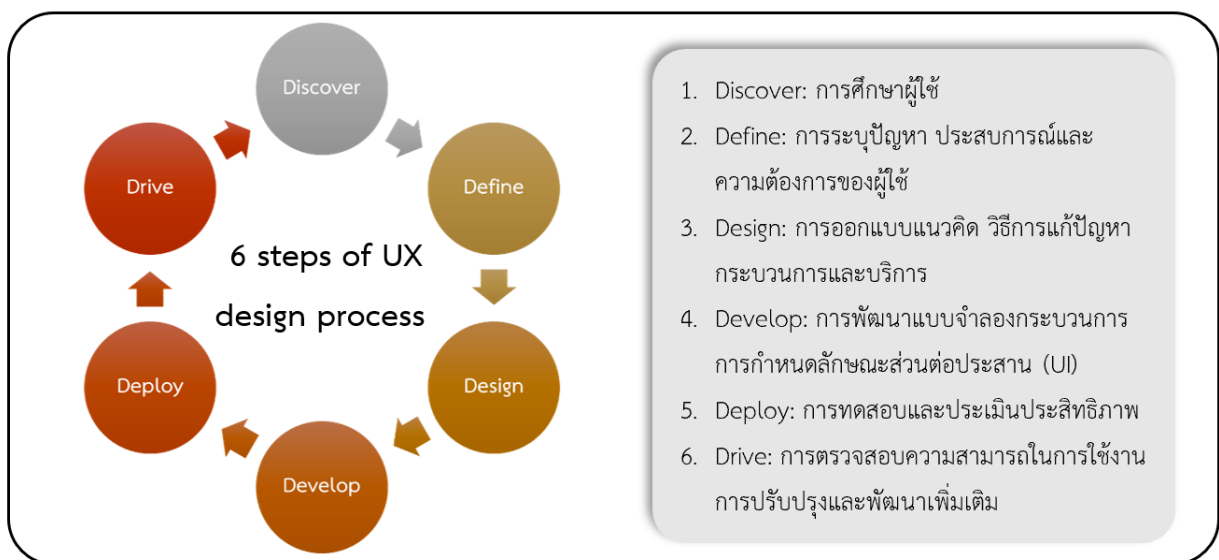 Discover
Define
Design
Develop
Deploy
Drive
6 steps of UX
design process
1. Discover: การศึกษาผู้ใช้
2. Define: การระบุปัญหา ประสบการณ์และ
ความต้องการของผู้ใช้
3. Design: การออกแบบแนวคิด วิธีการแก้ปัญหา
กระบวนการและบริการ
4. Develop: การพัฒนาแบบจำลองกระบวนการ
การกำหนดลักษณะส่วนต่อประสาน (UI)
5. Deploy: การทดสอบและประเมินประสิทธิภาพ
6. Drive: การตรวจสอบความสามารถในการใช้งาน
การปรับปรุงและพัฒนาเพิ่มเติม